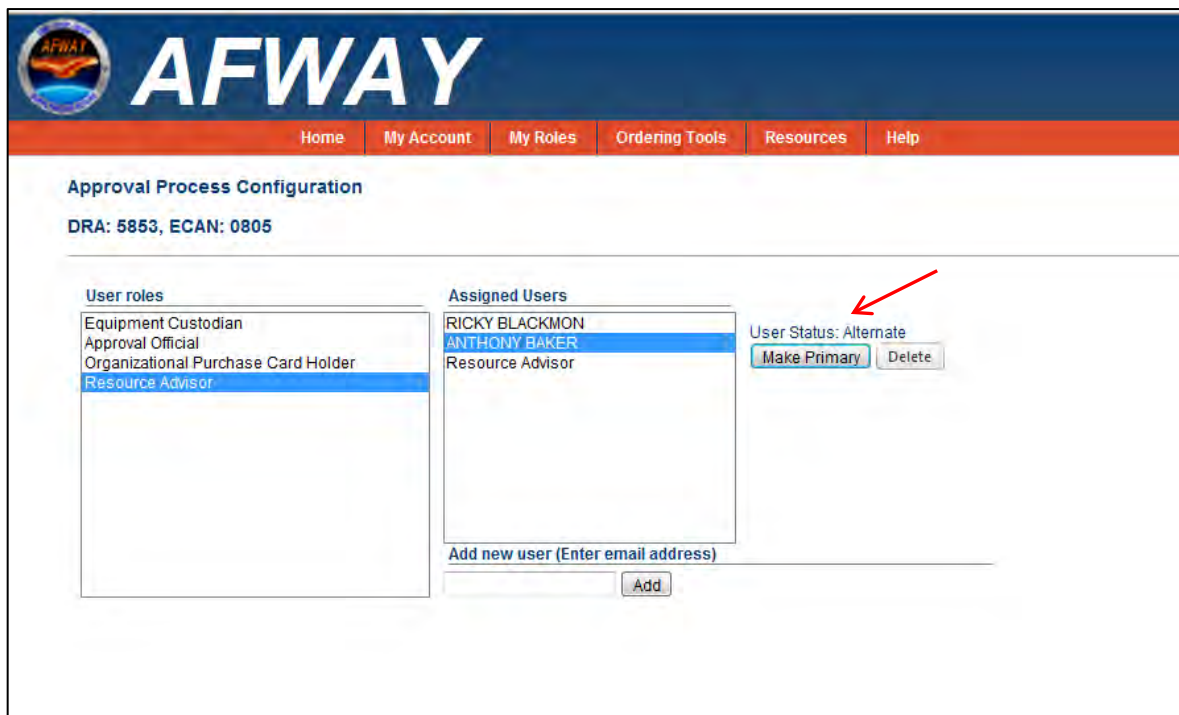 AFWAY
AFWAY
Home My Account My Roles Ordering Tools Resources Help
Approval Process Configuration
DRA: 5853, ECAN: 0805
User roles
Equipment Custodian
Approval Official
Organizational Purchase Card Holder
Resource Advisor
Assigned Users
RICKY BLACKMON
ANTHONY BAKER
Resource Advisor
User Status: Alternate
Make Primary Delete
Add new user (Enter email address)
Add